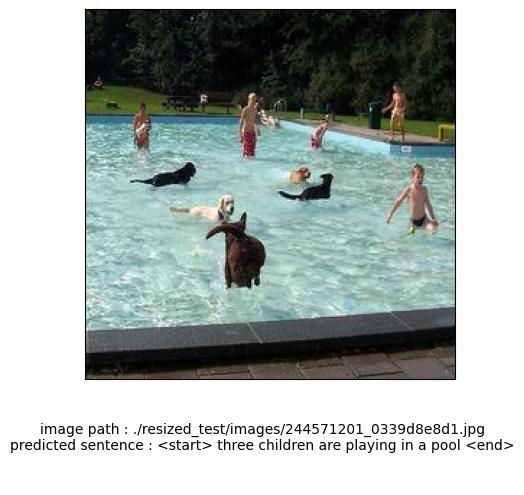 image path : ./resized_test/images/244571201_0339d8e8d1.jpg
predicted sentence : <start> three children are playing in a pool <end>